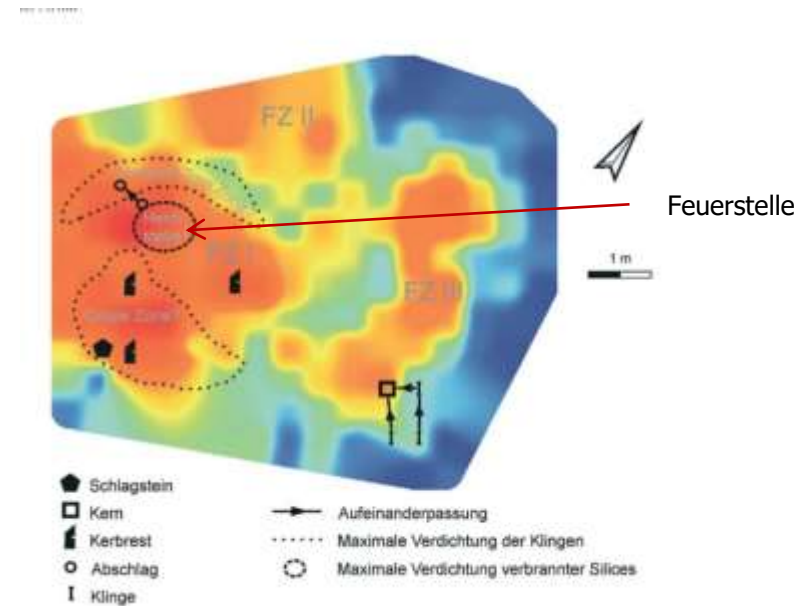 FZ II
Feuerstelle
FZ I
1 m
FZ III
Schlagstein
Kern
Kerbrest
Abschlag
Klinge
Aufeinanderpassung
Maximale Verdichtung der Klingen
Maximale Verdichtung verbrannter Silices